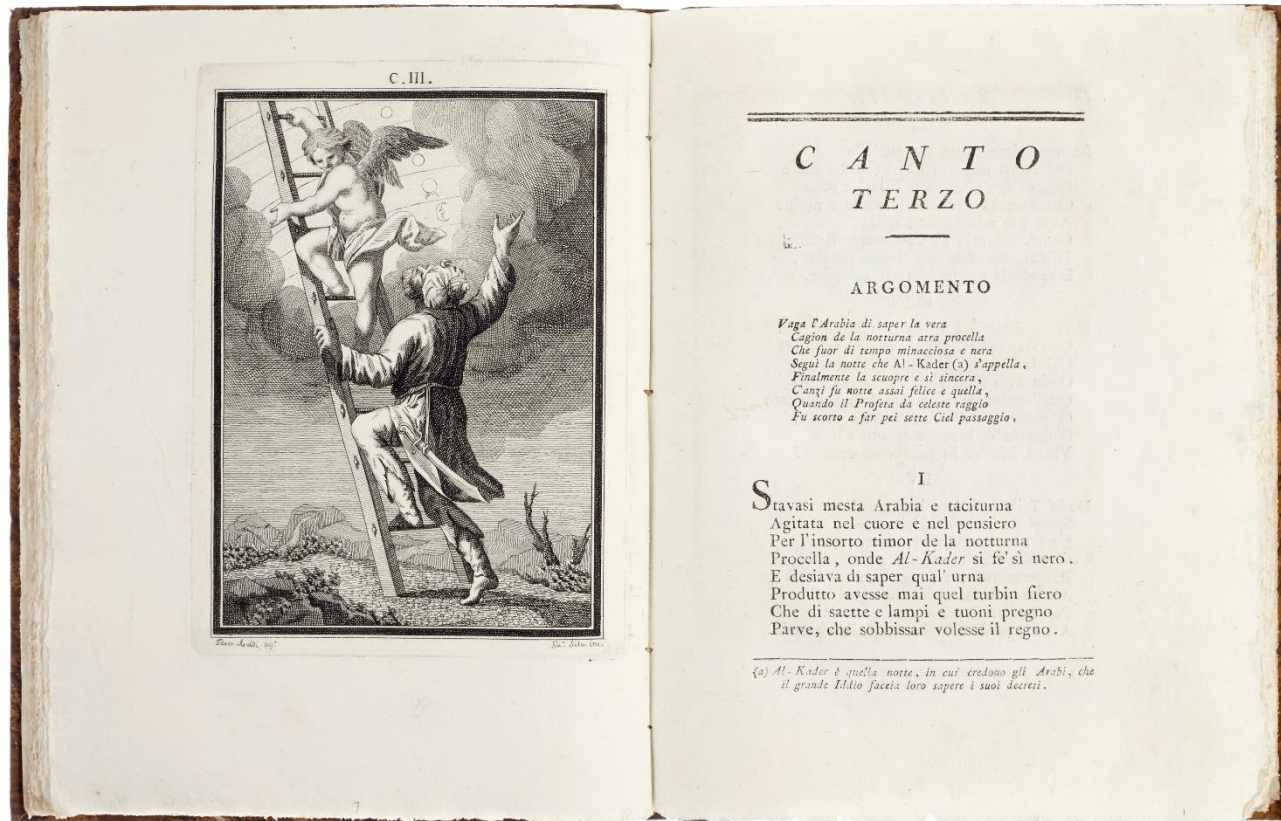 C. III.
CANTO
TERZO
ARGOMENTO
Vaga l'Arabia di saper la vera
Cagion de la notturna atra procella
Che fuor di tempo minacciosa e nera
Seguì la notte che Al-Kader (a) s'appella,
Finalmente la scuopre e sì sincera,
C'anzi fu notte assai felice e quella,
Quando il Profeta da celeste raggio
Fu scorto a far pei sette Ciel passaggio.
I
Stavasi mesta Arabia e taciturna
Agitata nel cuore e nel pensiero
Per l'insorto timor de la notturna
Procella, onde Al-Kader si fe' sì nero.
E desiava di saper qual' urna
Produtto avesse mai quel turbin fiero
Che di saette e lampi e tuoni pregno
Parve, che sobbissar volesse il regno.
(a) Al-Kader è quella notte, in cui credono gli Arabi, che
il grande Iddio faccia loro sapere i suoi decreti.